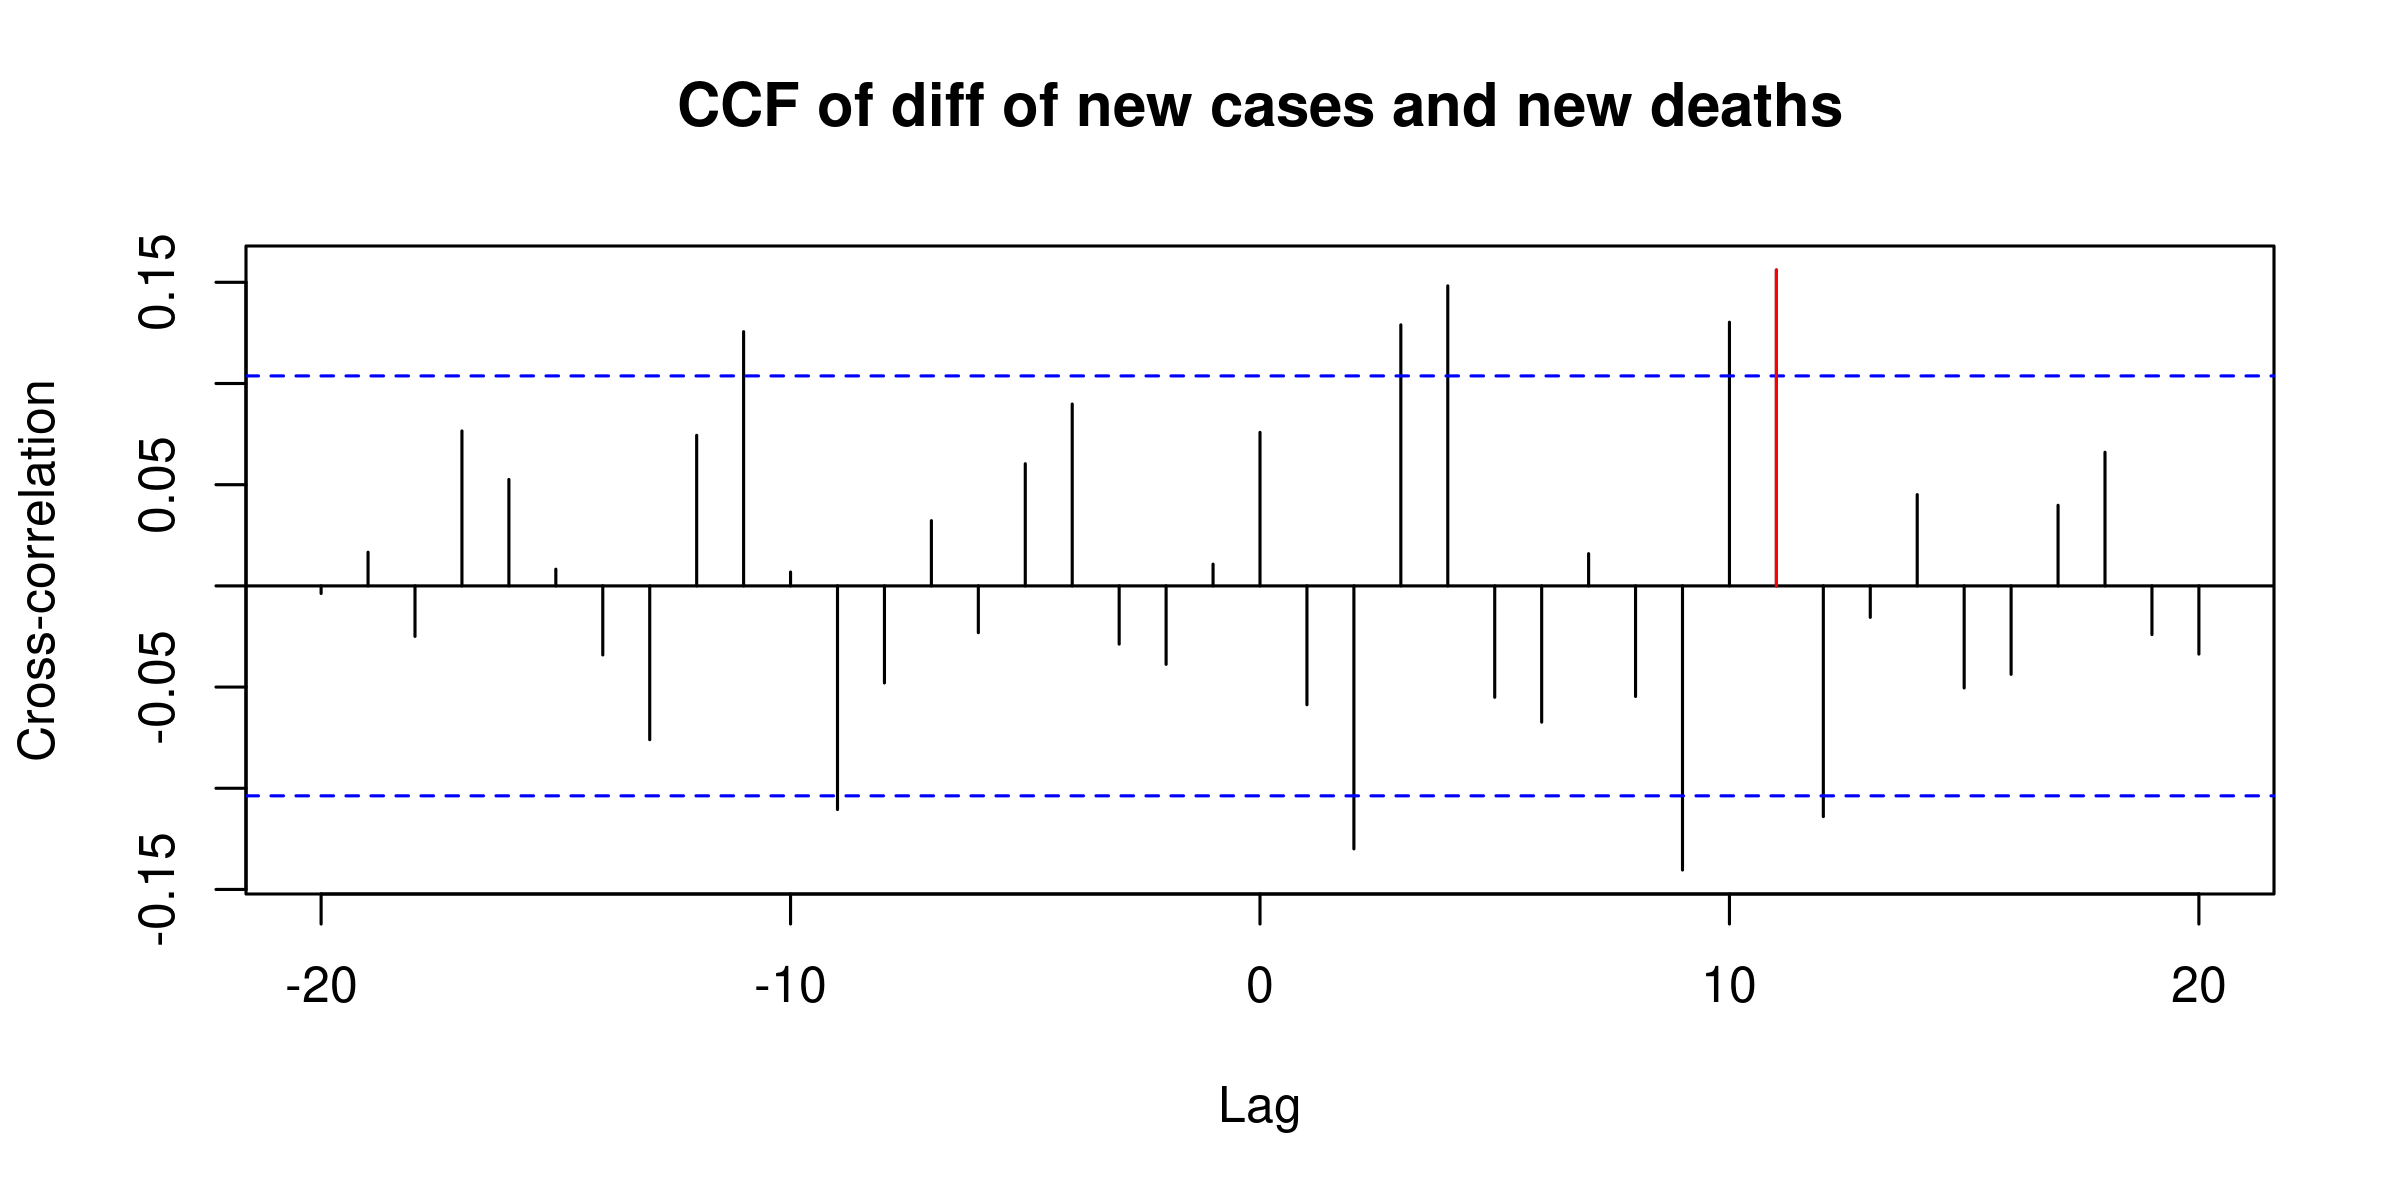 CCF of diff of new cases and new deaths
Cross-correlation
0.15
0.05
-0.05
-0.15
-20 -10 0 10 20
Lag